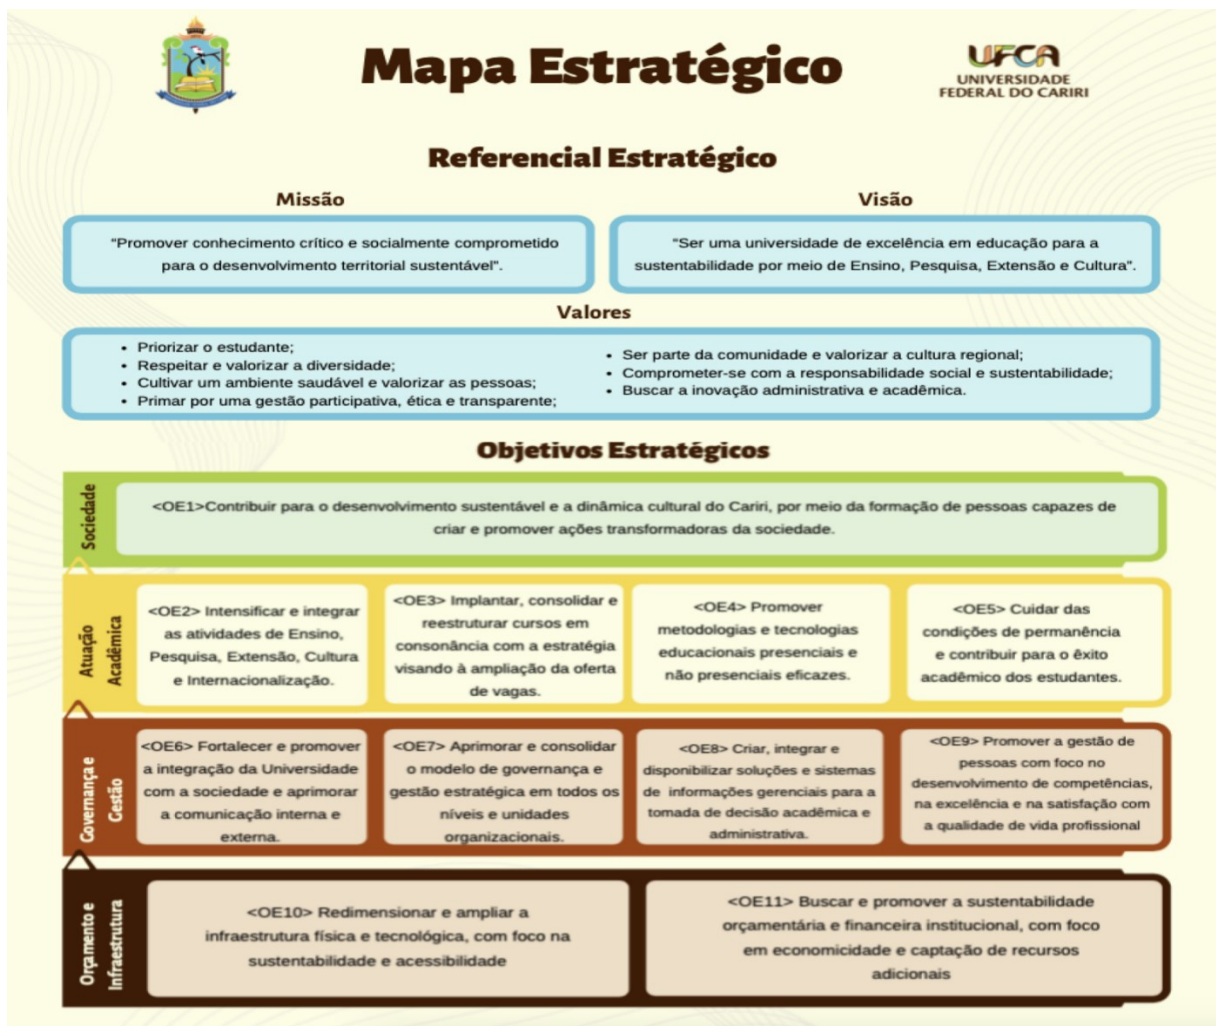 Mapa Estratégico
UFCA
UNIVERSIDADE
FEDERAL DO CARIRI
Referencial Estratégico
Missão
"Promover conhecimento crítico e socialmente comprometido
para o desenvolvimento territorial sustentável".
Visão
"Ser uma universidade de excelência em educação para a
sustentabilidade por meio de Ensino, Pesquisa, Extensão e Cultura".
Valores
• Priorizar o estudante;
• Respeitar e valorizar a diversidade;
• Cultivar um ambiente saudável e valorizar as pessoas;
• Primar por uma gestão participativa, ética e transparente;
• Ser parte da comunidade e valorizar a cultura regional;
• Comprometer-se com a responsabilidade social e sustentabilidade;
• Buscar a inovação administrativa e acadêmica.
Objetivos Estratégicos
Sociedade
<OE1>Contribuir para o desenvolvimento sustentável e a dinâmica cultural do Cariri, por meio da formação de pessoas capazes de
criar e promover ações transformadoras da sociedade.
Atuação
Acadêmica
<OE2> Intensificar e integrar
as atividades de Ensino,
Pesquisa, Extensão, Cultura
e Internacionalização.
<OE3> Implantar, consolidar e
reestruturar cursos em
consonância com a estratégia
visando à ampliação da oferta
de vagas.
<OE4> Promover
metodologias e tecnologias
educacionais presenciais e
não presenciais eficazes.
<OE5> Cuidar das
condições de permanência
e contribuir para o êxito
acadêmico dos estudantes.
Governança e
Gestão
<OE6> Fortalecer e promover
a integração da Universidade
com a sociedade e aprimorar
a comunicação interna e
externa.
<OE7> Aprimorar e consolidar
o modelo de governança e
gestão estratégica em todos os
níveis e unidades
organizacionais.
<OE8> Criar, integrar e
disponibilizar soluções e sistemas
de informações gerenciais para a
tomada de decisão acadêmica e
administrativa.
<OE9> Promover a gestão de
pessoas com foco no
desenvolvimento de competências,
na excelência e na satisfação com
a qualidade de vida profissional
Orçamento e
Infraestrutura
<OE10> Redimensionar e ampliar a
infraestrutura física e tecnológica, com foco na
sustentabilidade e acessibilidade
<OE11> Buscar e promover a sustentabilidade
orçamentária e financeira institucional, com foco
em economicidade e captação de recursos
adicionais